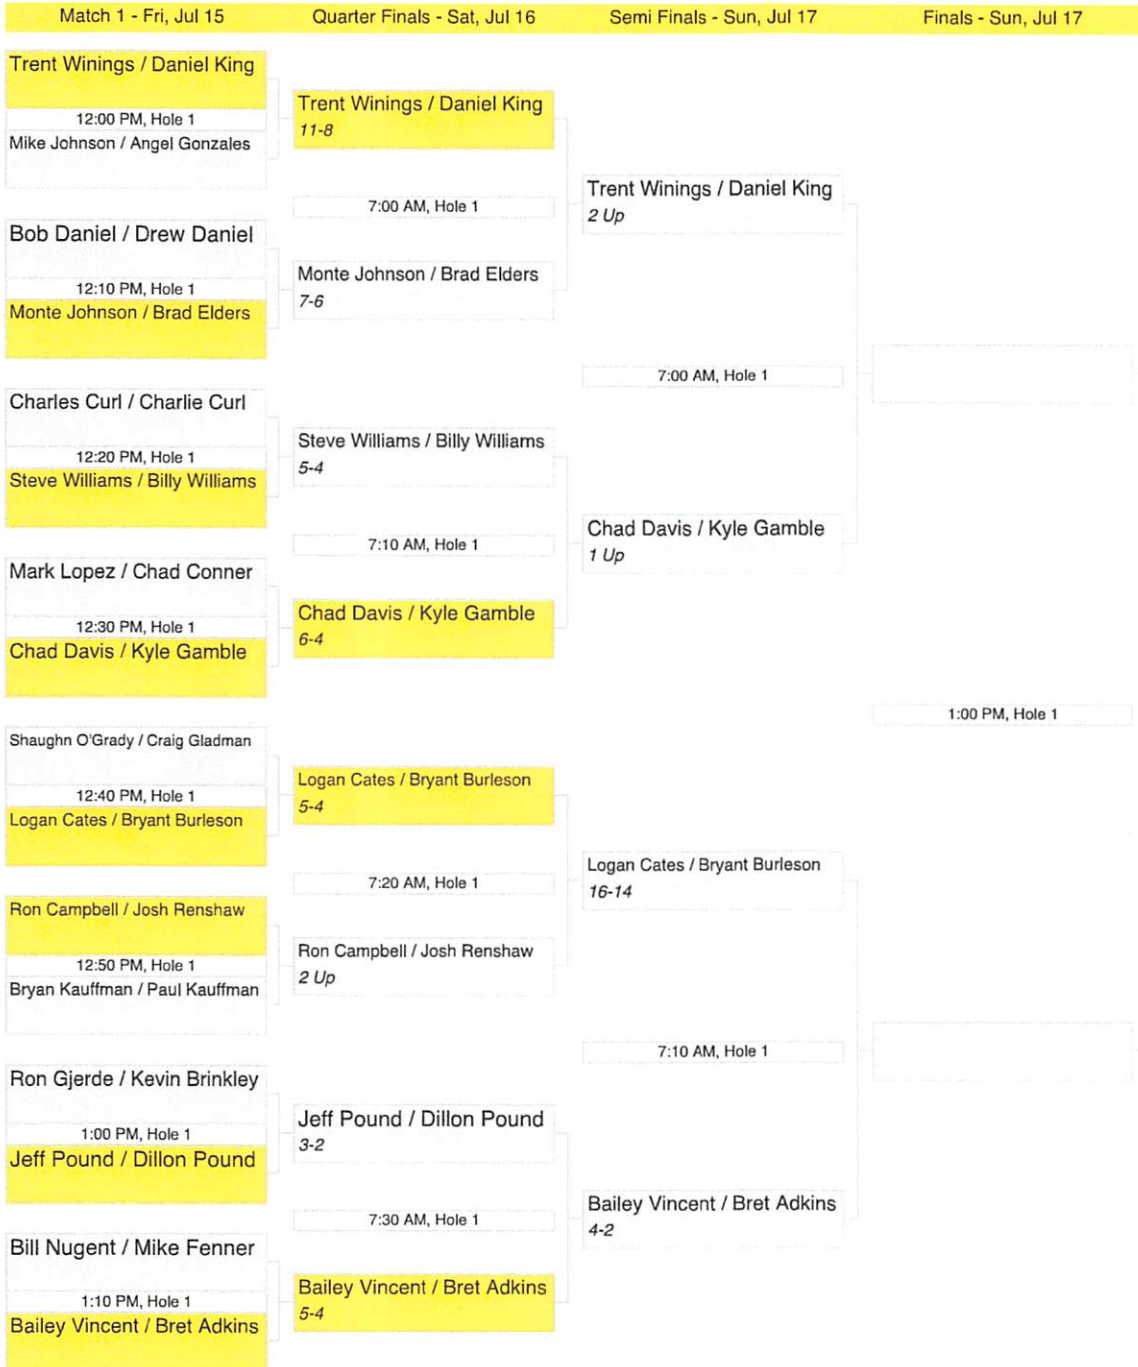 Match 1 - Fri, Jul 15
Quarter Finals - Sat, Jul 16
Semi Finals - Sun, Jul 17
Finals - Sun, Jul 17
Trent Winings / Daniel King
12:00 PM, Hole 1
Mike Johnson / Angel Gonzales
Bob Daniel / Drew Daniel
12:10 PM, Hole 1
Monte Johnson / Brad Elders
Charles Curl / Charlie Curl
12:20 PM, Hole 1
Steve Williams / Billy Williams
Mark Lopez / Chad Conner
12:30 PM, Hole 1
Chad Davis / Kyle Gamble
Shaughn O'Grady / Craig Gladman
12:40 PM, Hole 1
Logan Cates / Bryant Burleson
Ron Campbell / Josh Renshaw
12:50 PM, Hole 1
Bryan Kauffman / Paul Kauffman
Ron Gjerde / Kevin Brinkley
1:00 PM, Hole 1
Jeff Pound / Dillon Pound
Bill Nugent / Mike Fenner
1:10 PM, Hole 1
Bailey Vincent / Bret Adkins
Trent Winings / Daniel King
11-8
7:00 AM, Hole 1
Monte Johnson / Brad Elders
7-6
Steve Williams / Billy Williams
5-4
7:10 AM, Hole 1
Chad Davis / Kyle Gamble
6-4
Logan Cates / Bryant Burleson
5-4
7:20 AM, Hole 1
Ron Campbell / Josh Renshaw
2 Up
Jeff Pound / Dillon Pound
3-2
7:30 AM, Hole 1
Bailey Vincent / Bret Adkins
5-4
Trent Winings / Daniel King
2 Up
7:00 AM, Hole 1
Chad Davis / Kyle Gamble
1 Up
Logan Cates / Bryant Burleson
16-14
7:10 AM, Hole 1
Bailey Vincent / Bret Adkins
4-2
1:00 PM, Hole 1